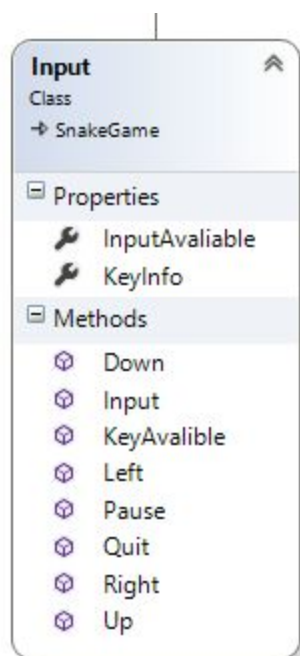 Input
Class
SnakeGame
Properties
InputAvaliable
KeyInfo
Methods
Down
Input
KeyAvalible
Left
Pause
Quit
Right
Up